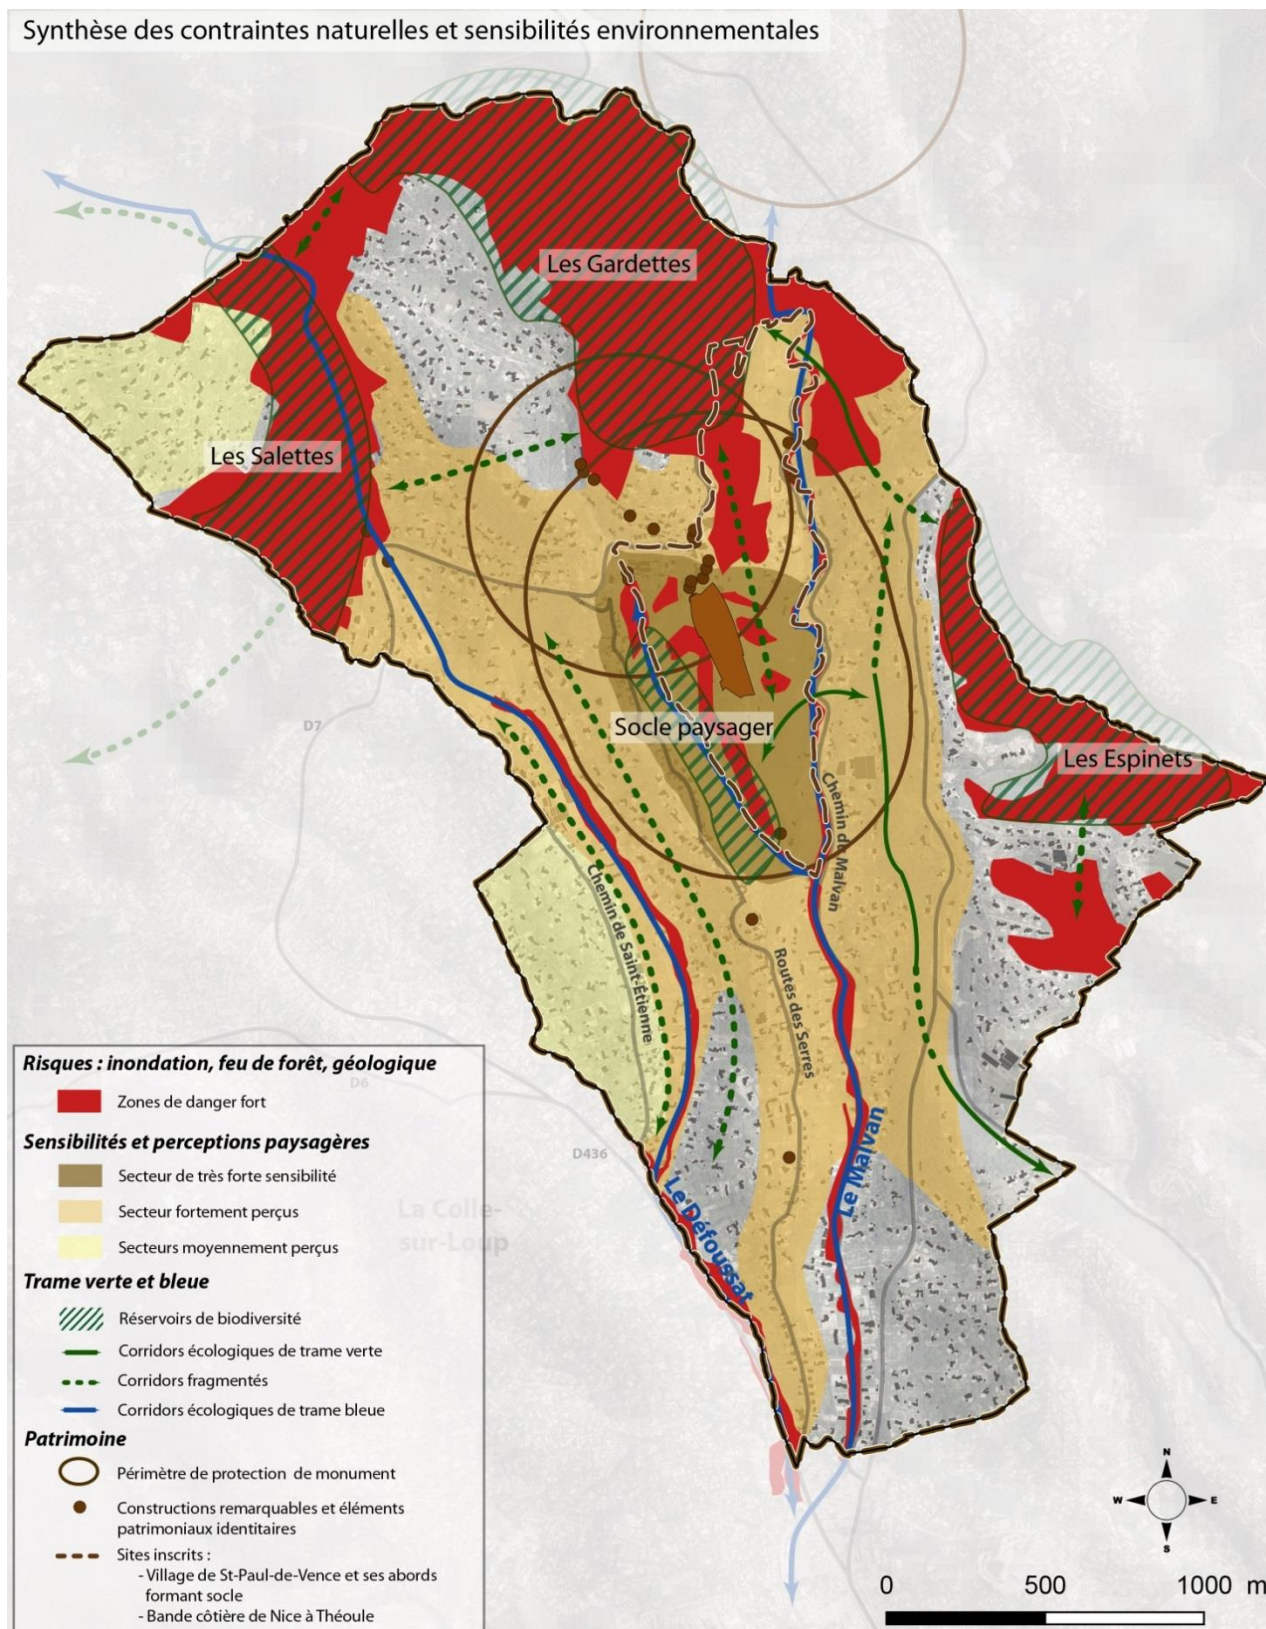 Synthèse des contraintes naturelles et sensibilités environnementales
Les Gardettes
Les Salettes
D7
Socle paysager
Les Espinets
Chemin du Malvan
Chemin de Saint-Étienne
Routes des Serres
D6
D436
La Colle-
sur-Loup
Le Malvan
Le Défoussat
Risques : inondation, feu de forêt, géologique
Zones de danger fort
Sensibilités et perceptions paysagères
Secteur de très forte sensibilité
Secteur fortement perçus
Secteurs moyennement perçus
Trame verte et bleue
Réservoirs de biodiversité
Corridors écologiques de trame verte
Corridors fragmentés
Corridors écologiques de trame bleue
Patrimoine
Périmètre de protection de monument
Constructions remarquables et éléments
patrimoniaux identitaires
Sites inscrits :
- Village de St-Paul-de-Vence et ses abords
formant socle
- Bande côtière de Nice à Théoule
N
W E
S
0 500 1000 m